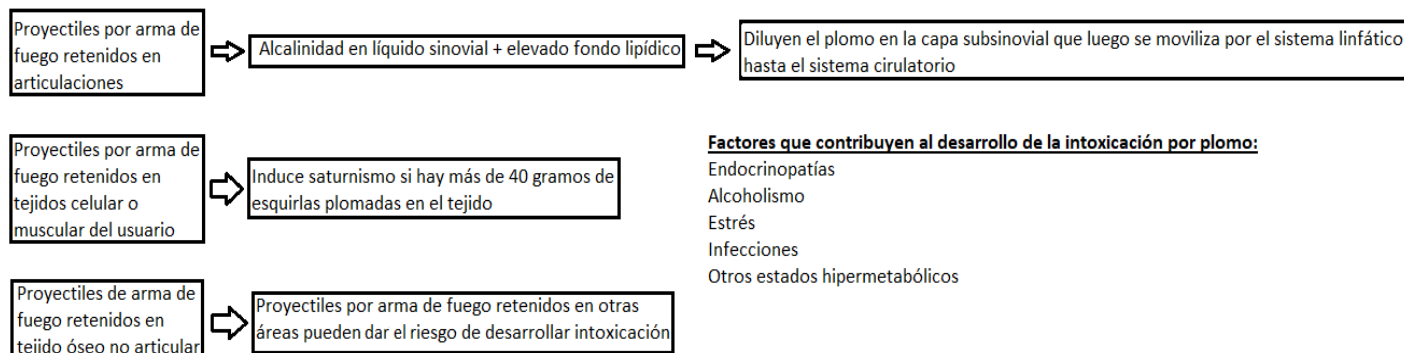 Proyectiles por arma de
fuego retenidos en
articulaciones
Alcalinidad en líquido sinovial + elevado fondo lipídico
Diluyen el plomo en la capa subsinovial que luego se moviliza por el sistema linfático
hasta el sistema cirulatorio
Proyectiles por arma de
fuego retenidos en
tejidos celular o
muscular del usuario
Induce saturnismo si hay más de 40 gramos de
esquirlas plomadas en el tejido
Factores que contribuyen al desarrollo de la intoxicación por plomo:
Endocrinopatías
Alcoholismo
Estrés
Infecciones
Otros estados hipermetabólicos
Proyectiles de arma de
fuego retenidos en
tejido óseo no articular
Proyectiles por arma de fuego retenidos en otras
áreas pueden dar el riesgo de desarrollar intoxicación